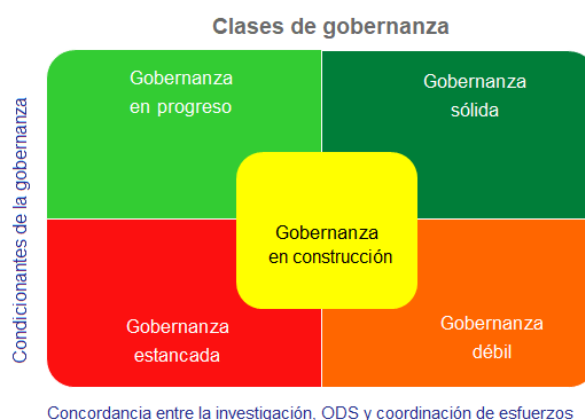 Clases de gobernanza
Condicionantes de la gobernanza
Gobernanza
en progreso
Gobernanza
sólida
Gobernanza
en construcción
Gobernanza
estancada
Gobernanza
débil
Concordancia entre la investigación, ODS y coordinación de esfuerzos